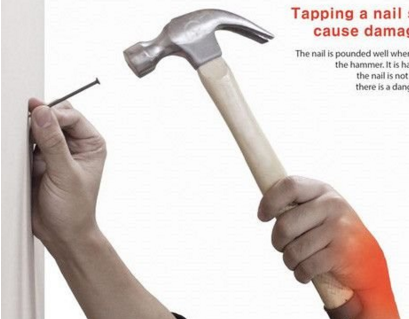 Tapping a nail
cause damag
The nail is pounded well wher
the hammer. It is ha
the nail is not
there is a dang